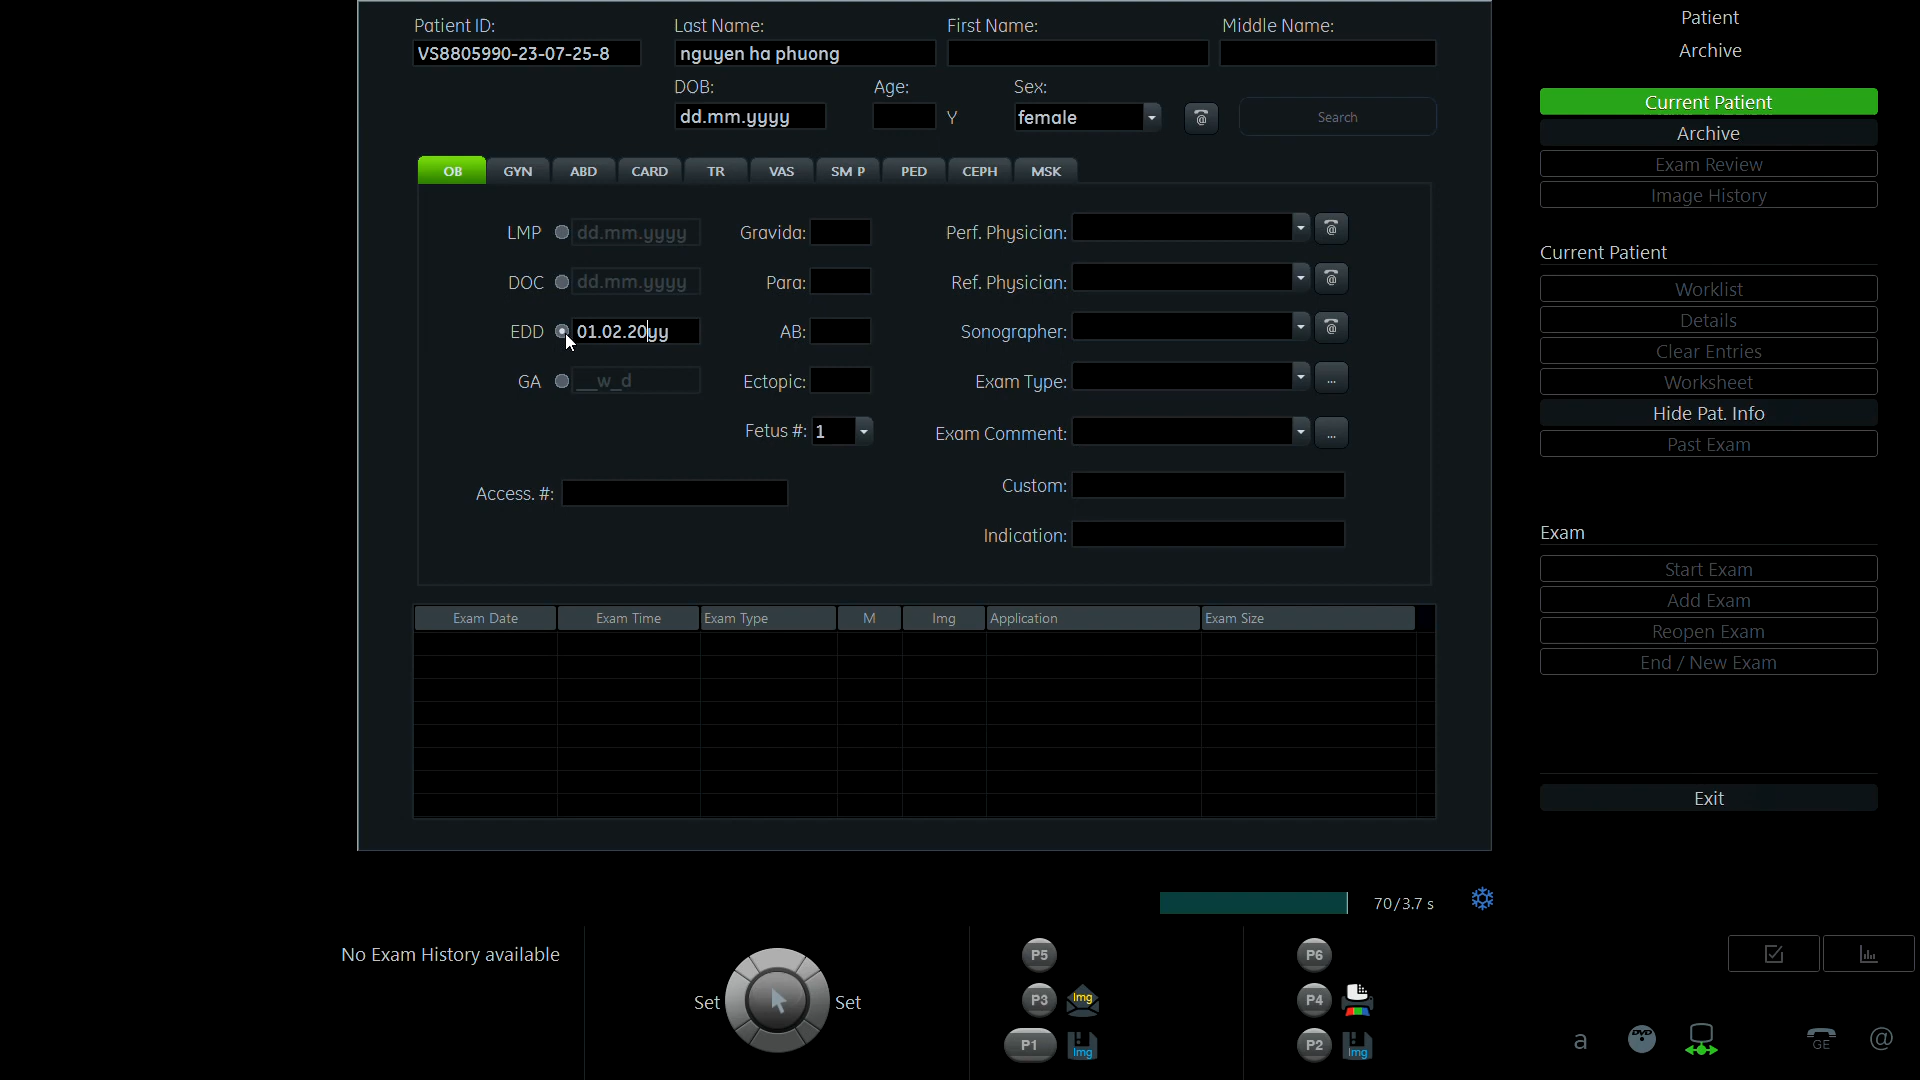 Patient ID: Last Name: First Name: Middle Name:
VS8805990-23-07-25-8 nguyen ha phuong
DOB: Age: Sex:
dd.mm.yyyy Y female @ Search
OB GYN ABD CARD TR VAS SM P PED CEPH MSK
LMP dd.mm.yyyy Gravida: Perf. Physician: @
DOC dd.mm.yyyy Para: Ref. Physician: @
EDD 01.02.20yy AB: Sonographer: @
GA __w_d Ectopic: Exam Type: ...
Fetus #: 1 Exam Comment: ...
Access. #: Custom:
Indication:
Exam Date Exam Time Exam Type M Img Application Exam Size
70/3.7 s
Patient
Archive
Current Patient
Archive
Exam Review
Image History
Current Patient
Worklist
Details
Clear Entries
Worksheet
Hide Pat. Info
Past Exam
Exam
Start Exam
Add Exam
Reopen Exam
End / New Exam
Exit
No Exam History available
Set Set
P5 P6
P3 Img P4
P1 Img P2 Img
a DVD GE @